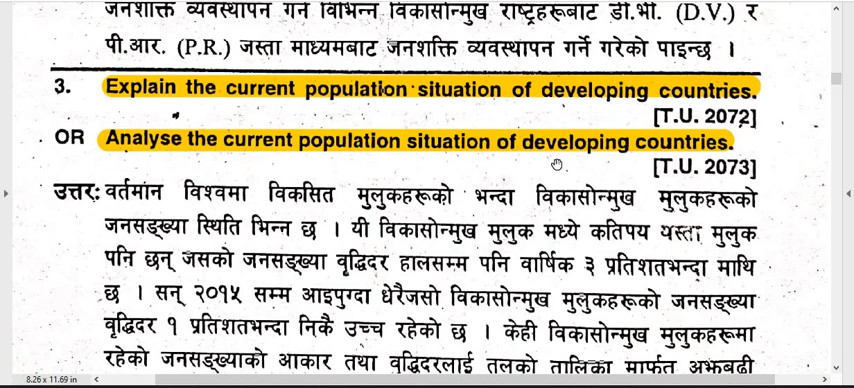 जनशक्ति व्यवस्थापन गर्न विभिन्न विकासोन्मुख राष्ट्रहरूबाट डी.भी. (D.V.) र
पी.आर. (P.R.) जस्ता माध्यमबाट जनशक्ति व्यवस्थापन गर्ने गरेको पाइन्छ ।
3. Explain the current population situation of developing countries.
[T.U. 2072]
OR Analyse the current population situation of developing countries.
[T.U. 2073]
उत्तर: वर्तमान विश्वमा विकसित मुलुकहरूको भन्दा विकासोन्मुख मुलुकहरूको
जनसङ्ख्या स्थिति भिन्न छ । यी विकासोन्मुख मुलुक मध्ये कतिपय यस्ता मुलुक
पनि छन् जसको जनसङ्ख्या वृद्धिदर हालसम्म पनि वार्षिक ३ प्रतिशतभन्दा माथि
छ । सन् २०१५ सम्म आइपुग्दा धेरैजसो विकासोन्मुख मुलुकहरूको जनसङ्ख्या
वृद्धिदर १ प्रतिशतभन्दा निकै उच्च रहेको छ । केही विकासोन्मुख मुलुकहरूमा
रहेको जनसङ्ख्याको आकार तथा वृद्धिदरलाई तलको तालिका मार्फत अझबढी
8.26 x 11.69 in